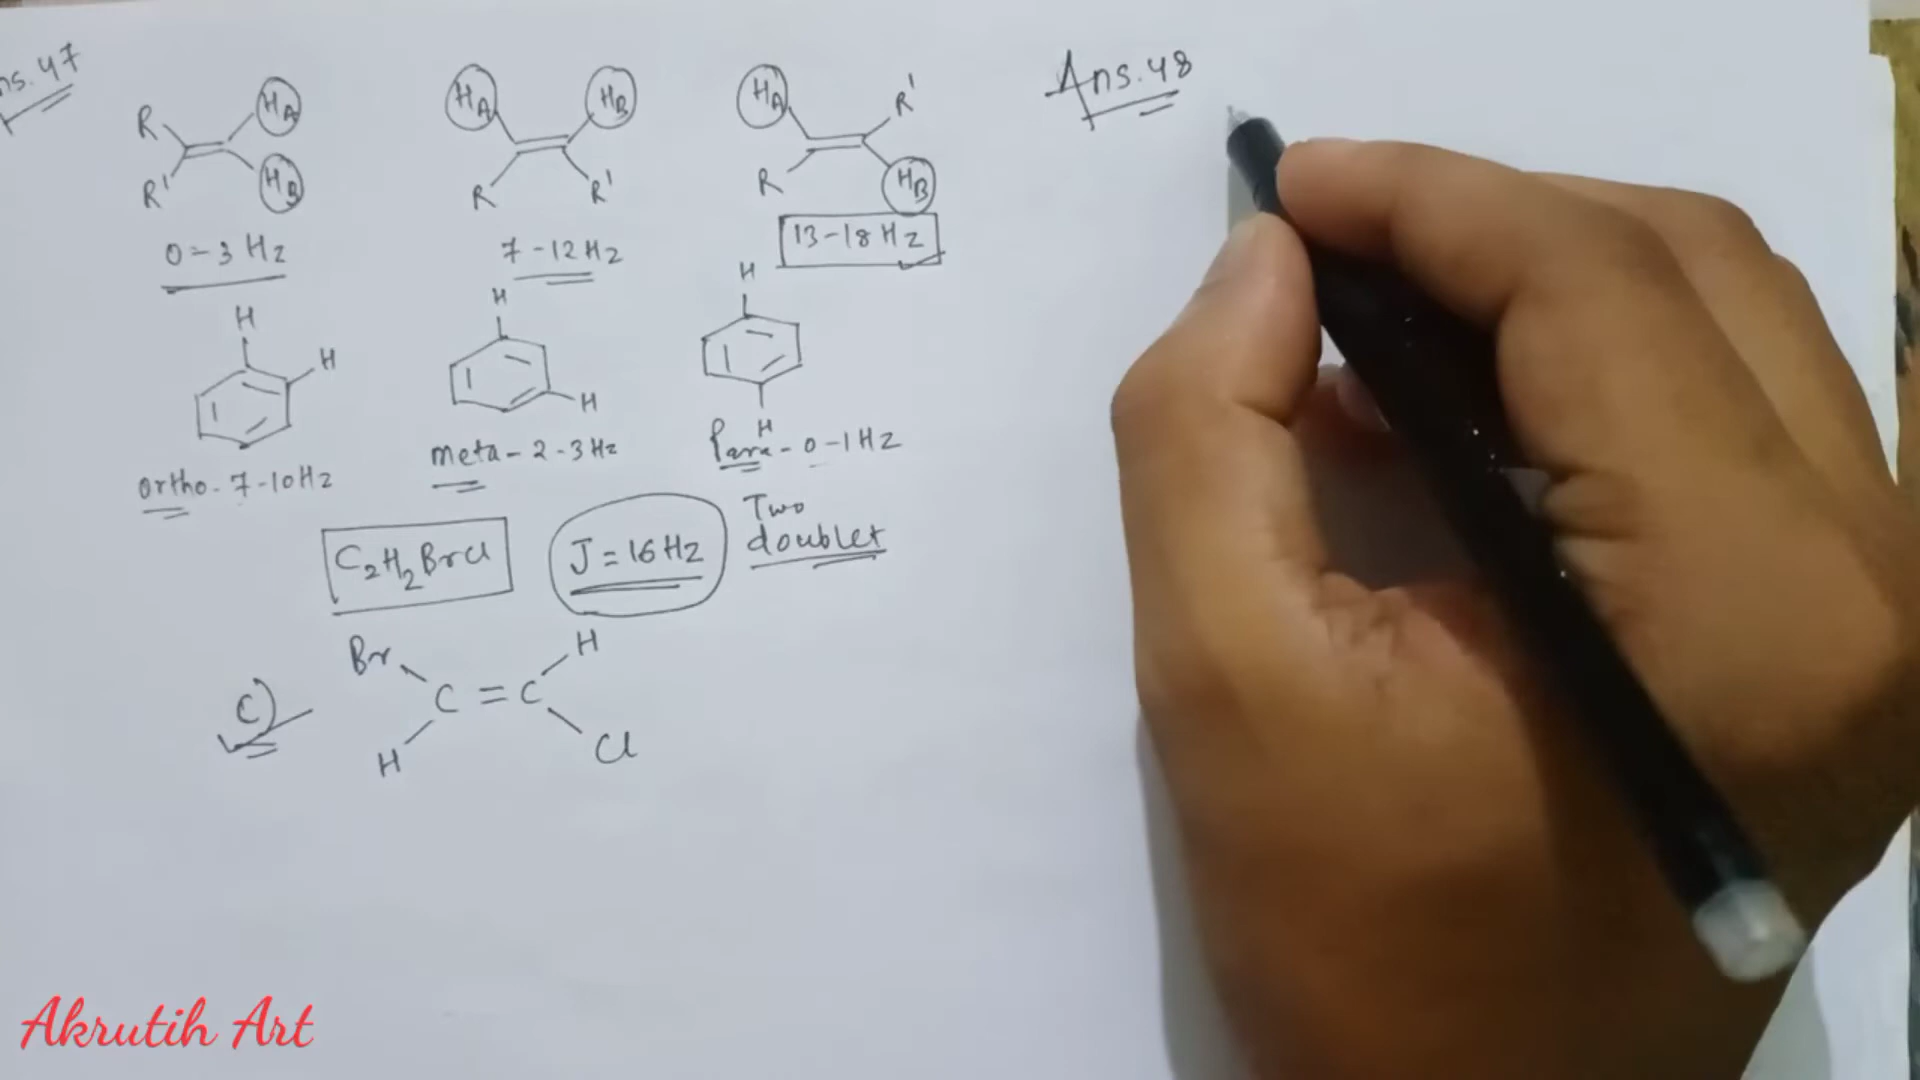 ns. 47
R HA
R' HB
0-3 Hz
HA HB
R R'
7-12 Hz
HA R'
R HB
13-18 Hz
H
H
ortho - 7-10 Hz
H
H
meta - 2-3 Hz
H
H
Para - 0-1 Hz
C2H2BrCl
J = 16 Hz
Two
doublet
C)
Br H
C = C
H Cl
Ans. 48
Akrutih Art